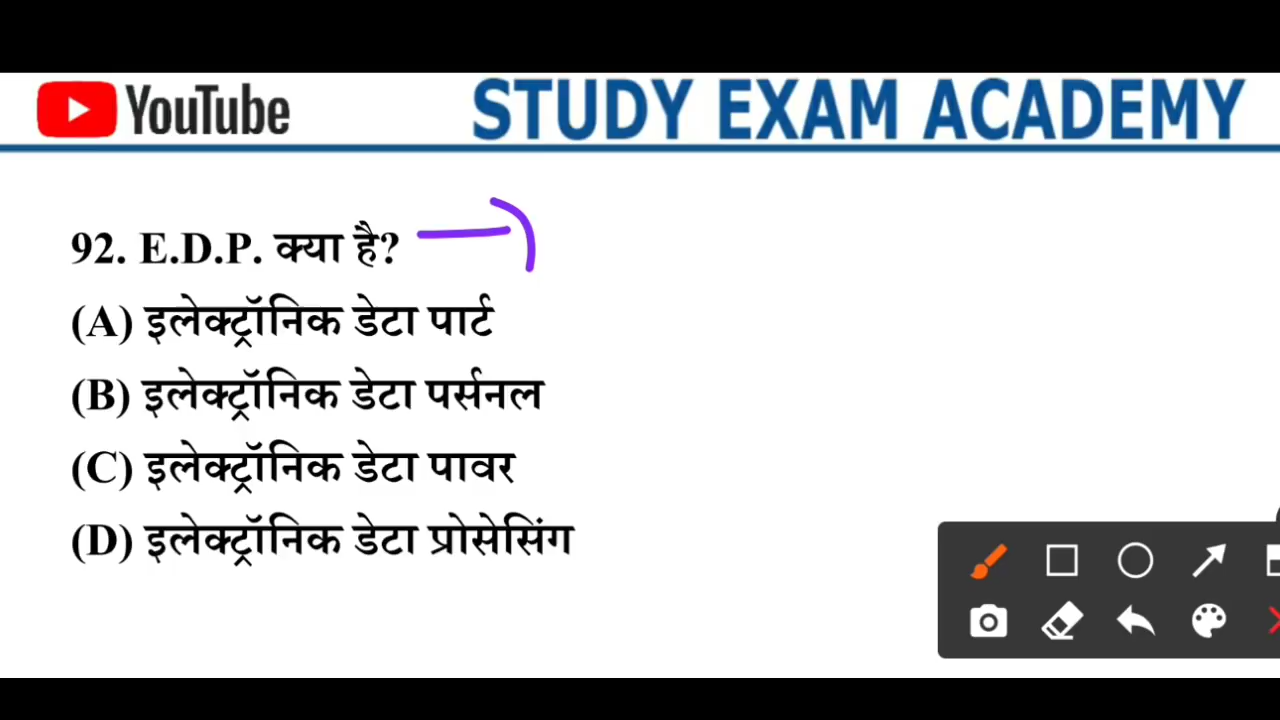 YouTube STUDY EXAM ACADEMY
92. E.D.P. क्या है?
(A) इलेक्ट्रॉनिक डेटा पार्ट
(B) इलेक्ट्रॉनिक डेटा पर्सनल
(C) इलेक्ट्रॉनिक डेटा पावर
(D) इलेक्ट्रॉनिक डेटा प्रोसेसिंग